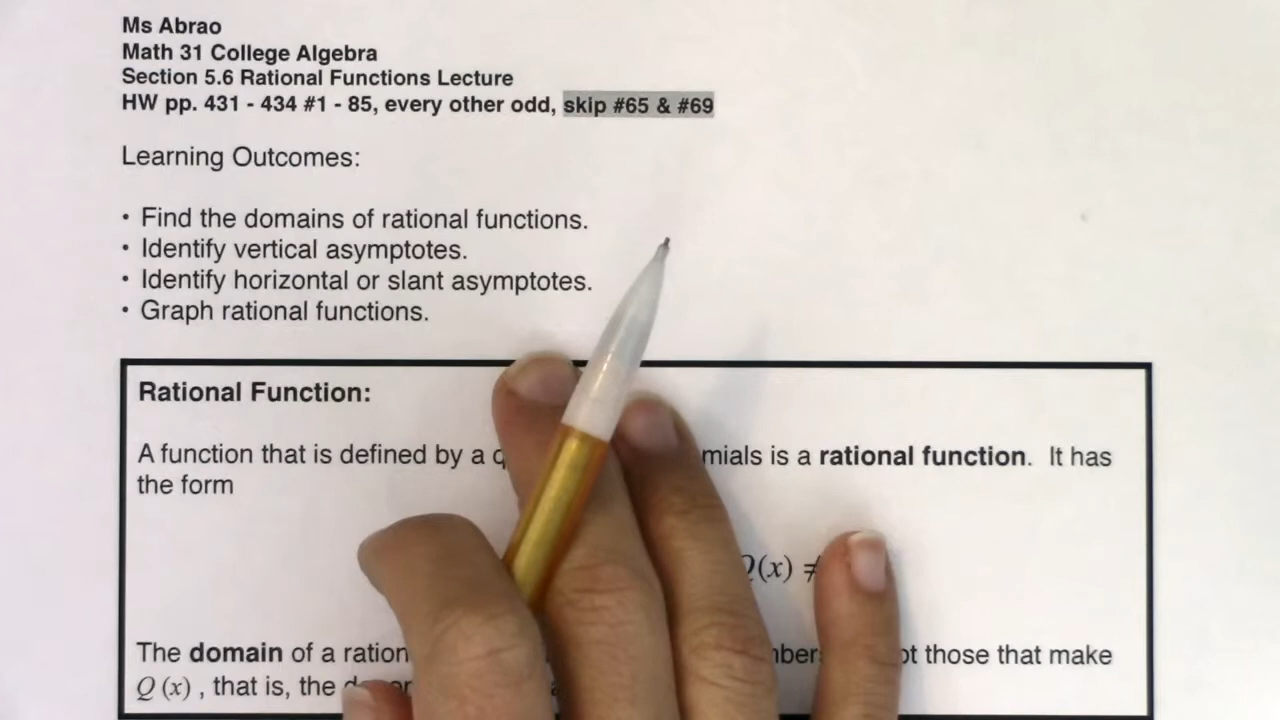 Ms Abrao
Math 31 College Algebra
Section 5.6 Rational Functions Lecture
HW pp. 431 - 434 #1 - 85, every other odd, skip #65 & #69
Learning Outcomes:
• Find the domains of rational functions.
• Identify vertical asymptotes.
• Identify horizontal or slant asymptotes.
• Graph rational functions.
Rational Function:
A function that is defined by a is a rational function. It has
the form
(x) ≠
The domain of a those that make
Q (x) , that is, the